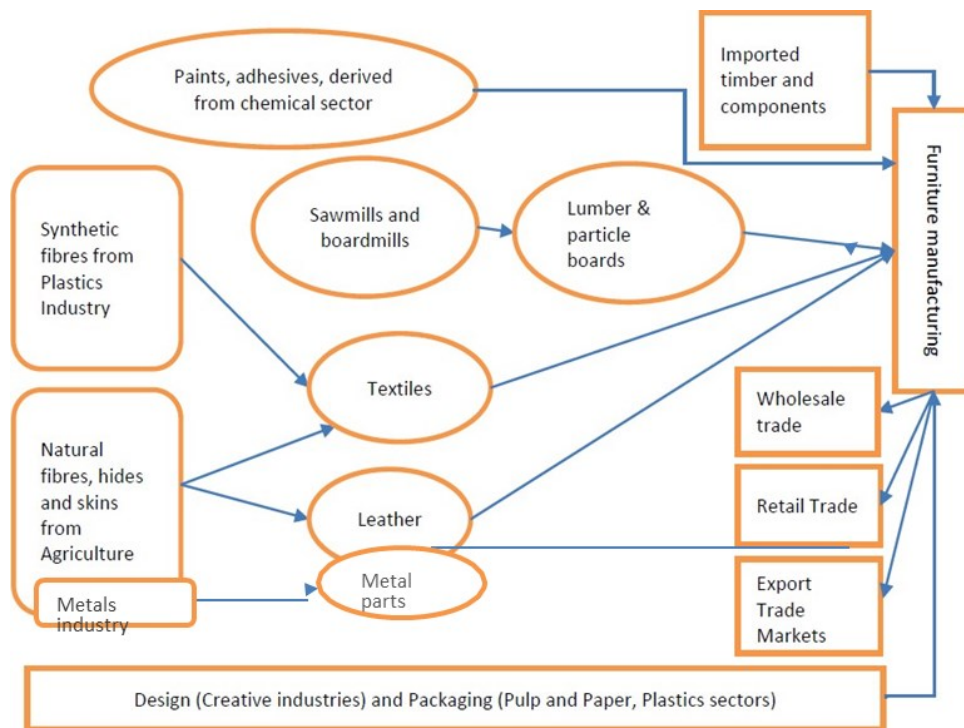 Paints, adhesives, derived
from chemical sector
Imported
timber and
components
Furniture manufacturing
Synthetic
fibres from
Plastics
Industry
Sawmills and
boardmills
Lumber &
particle
boards
Textiles
Wholesale
trade
Natural
fibres, hides
and skins
from
Agriculture
Leather
Retail Trade
Metal
parts
Metals
industry
Export
Trade
Markets
Design (Creative industries) and Packaging (Pulp and Paper, Plastics sectors)